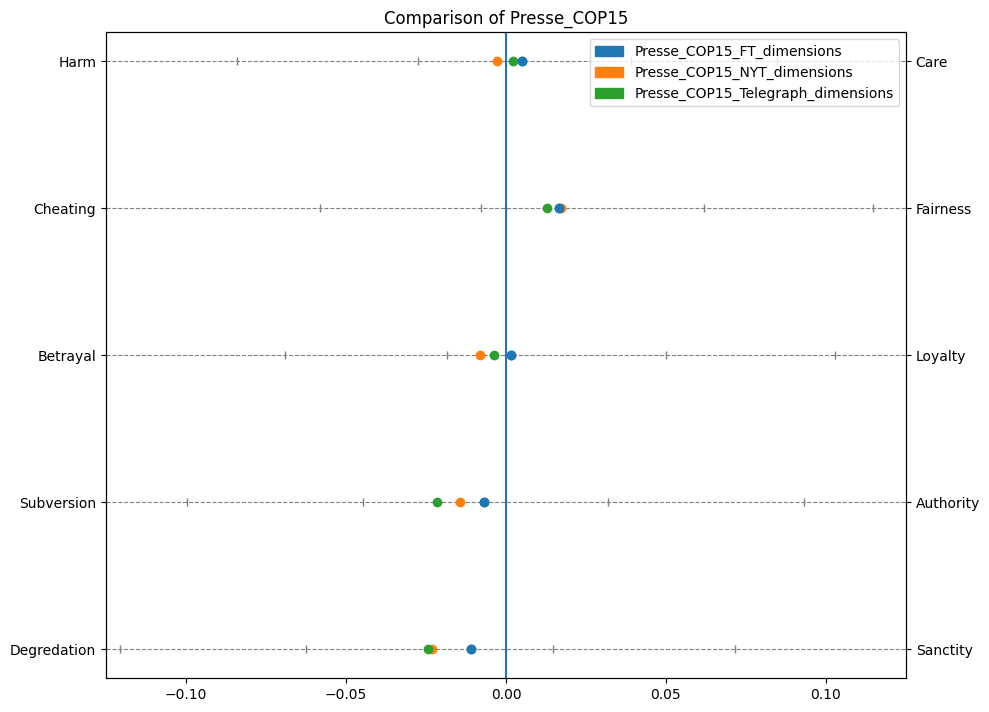 Comparison of Presse_COP15
Presse_COP15_FT_dimensions
Presse_COP15_NYT_dimensions
Presse_COP15_Telegraph_dimensions
Harm
Care
Cheating
Fairness
Betrayal
Loyalty
Subversion
Authority
Degredation
Sanctity
−0.10 −0.05 0.00 0.05 0.10